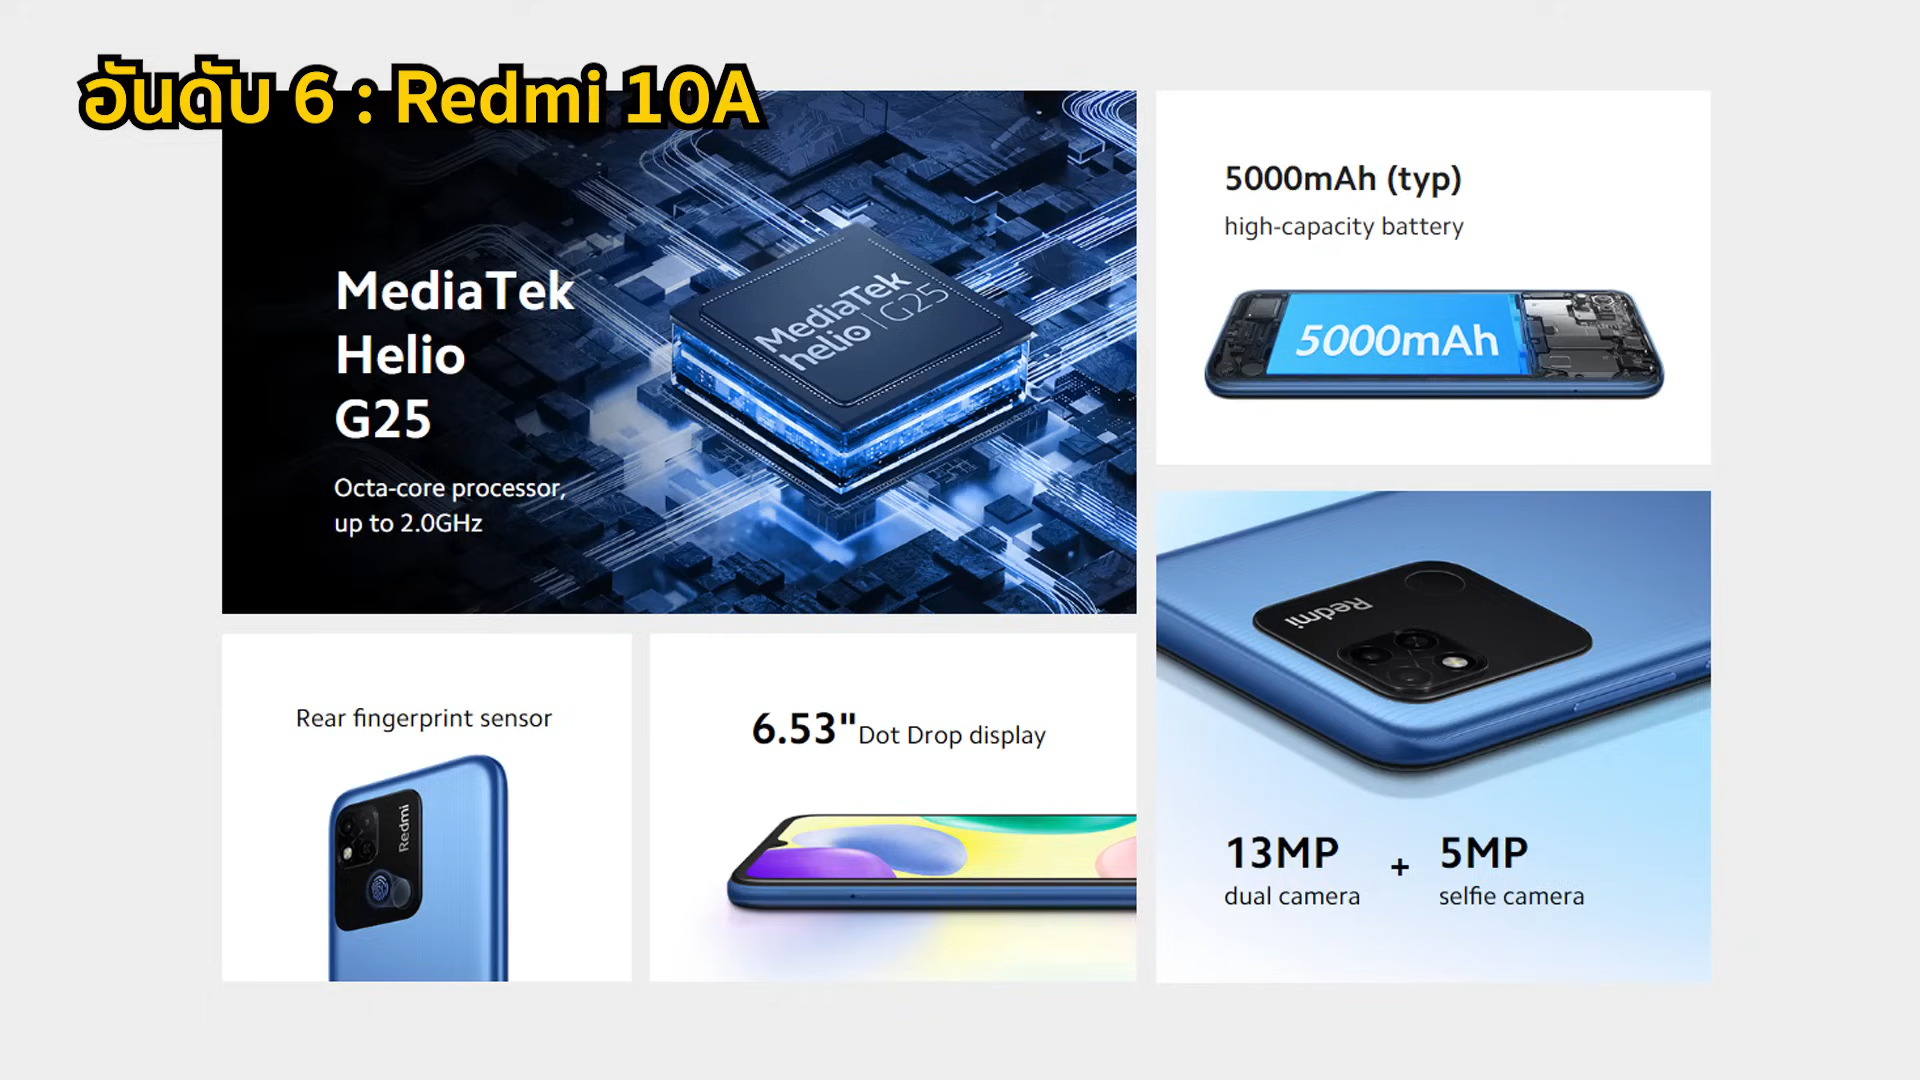 อันดับ 6 : Redmi 10A
MediaTek
Helio
G25
Octa-core processor,
up to 2.0GHz
MediaTek
helio | G25
5000mAh (typ)
high-capacity battery
5000mAh
Rear fingerprint sensor
Redmi
6.53" Dot Drop display
Redmi
13MP + 5MP
dual camera selfie camera